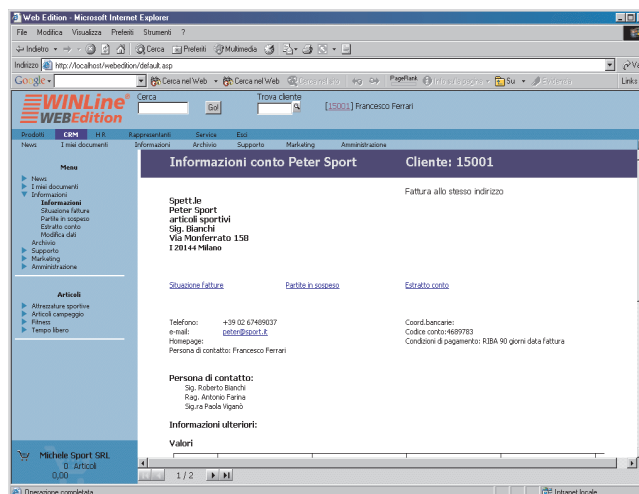 Web Edition - Microsoft Internet Explorer
File Modifica Visualizza Preferiti Strumenti ?
Indietro Cerca Preferiti Multimedia
Indirizzo http://localhost/webedition/default.asp
Google Cerca nel Web Cerca nel Web PageRank Su Links
WINLine®
WEBEdition
Cerca Go! Trova cliente [15001] Francesco Ferrari
Prodotti CRM HR Rappresentanti Service Esci
News I miei documenti Informazioni Archivio Supporto Marketing Amministrazione
Menu
News
I miei documenti
Informazioni
Informazioni
Situazione fatture
Partite in sospeso
Estratto conto
Modifica dati
Archivio
Supporto
Marketing
Amministrazione
Articoli
Attrezzature sportive
Articoli campeggio
Fitness
Tempo libero
Michele Sport SRL
0 Articoli
0,00
Informazioni conto Peter Sport Cliente: 15001
Fattura allo stesso indirizzo
Spett.le
Peter Sport
articoli sportivi
Sig. Bianchi
Via Monferrato 158
I 20144 Milano
Situazione fatture Partite in sospeso Estratto conto
Telefono: +39 02 67489037 Coord.bancarie:
e-mail: peter@sport.it Codice conto:4689783
Homepage: Condizioni di pagamento: RIBA 90 giorni data fattura
Persona di contatto: Francesco Ferrari
Persona di contatto:
Sig. Roberto Bianchi
Rag. Antonio Farina
Sig.ra Paola Viganò
Informazioni ulteriori:
Valori
1 / 2
Operazione completata Intranet locale